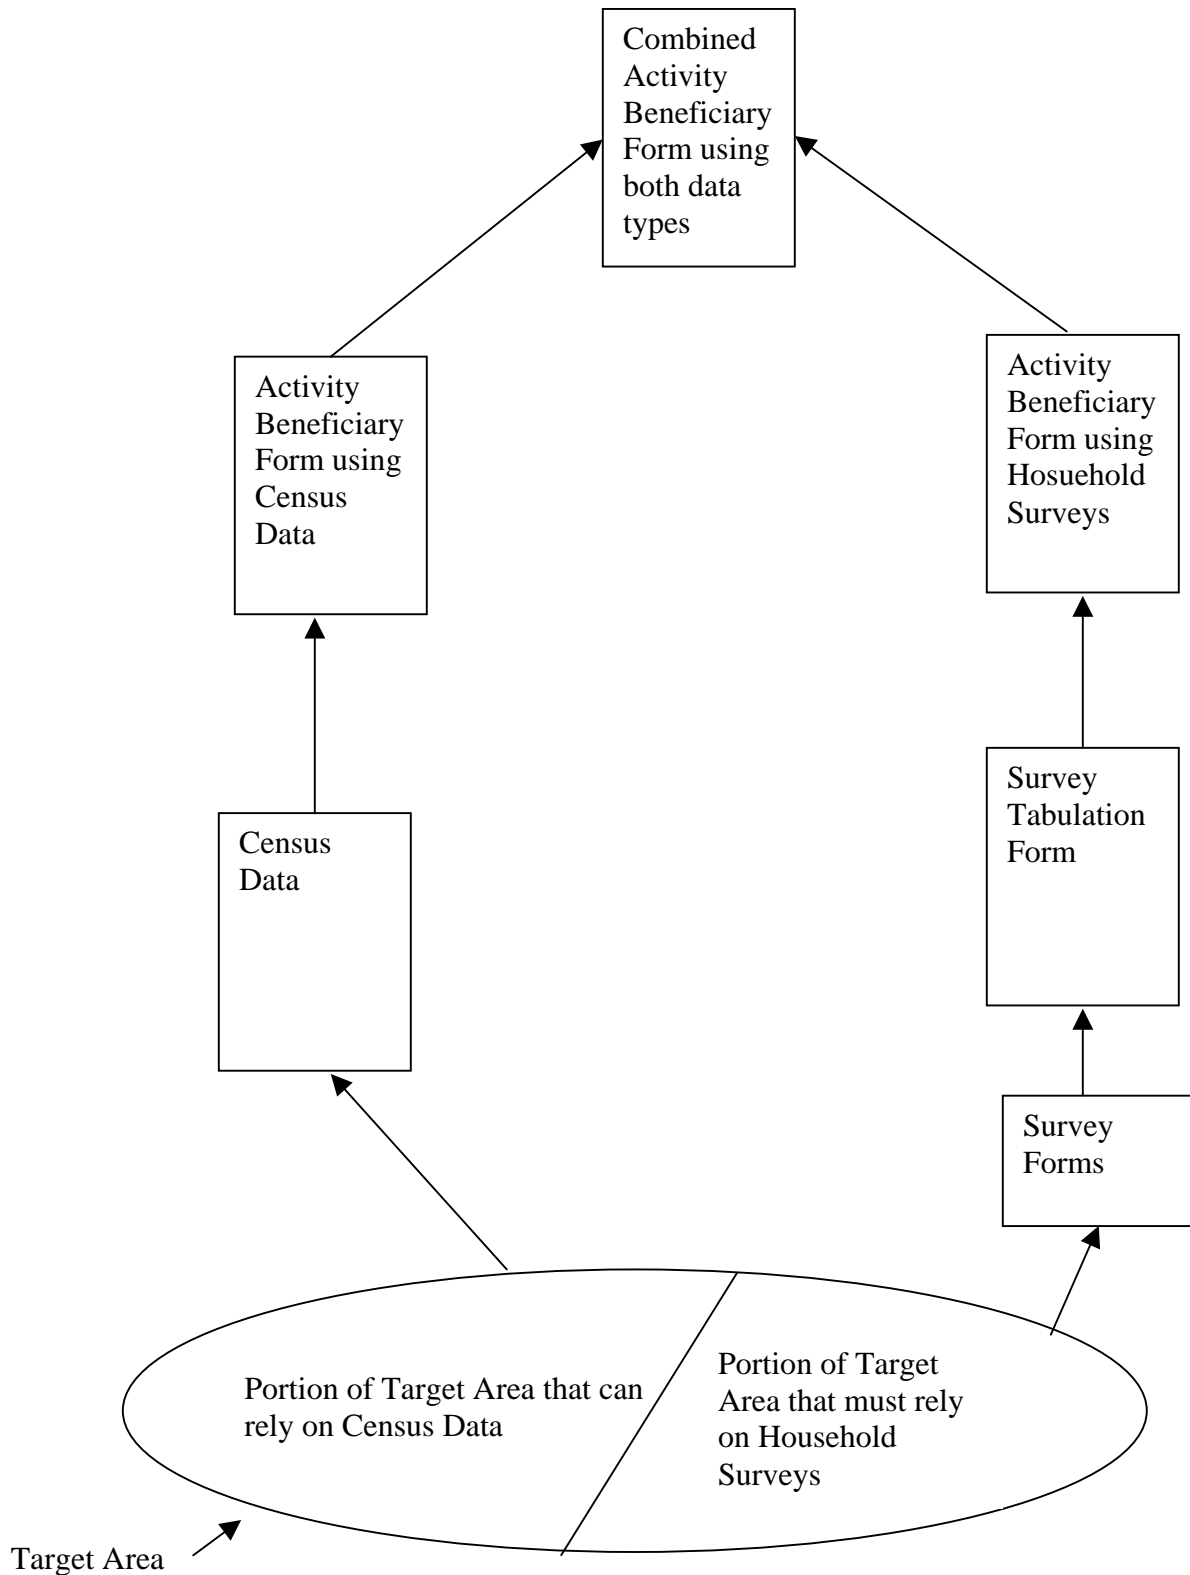 Combined
Activity
Beneficiary
Form using
both data
types
Activity
Beneficiary
Form using
Census
Data
Activity
Beneficiary
Form using
Hosuehold
Surveys
Census
Data
Survey
Tabulation
Form
Survey
Forms
Portion of Target Area that can
rely on Census Data
Portion of Target
Area that must rely
on Household
Surveys
Target Area